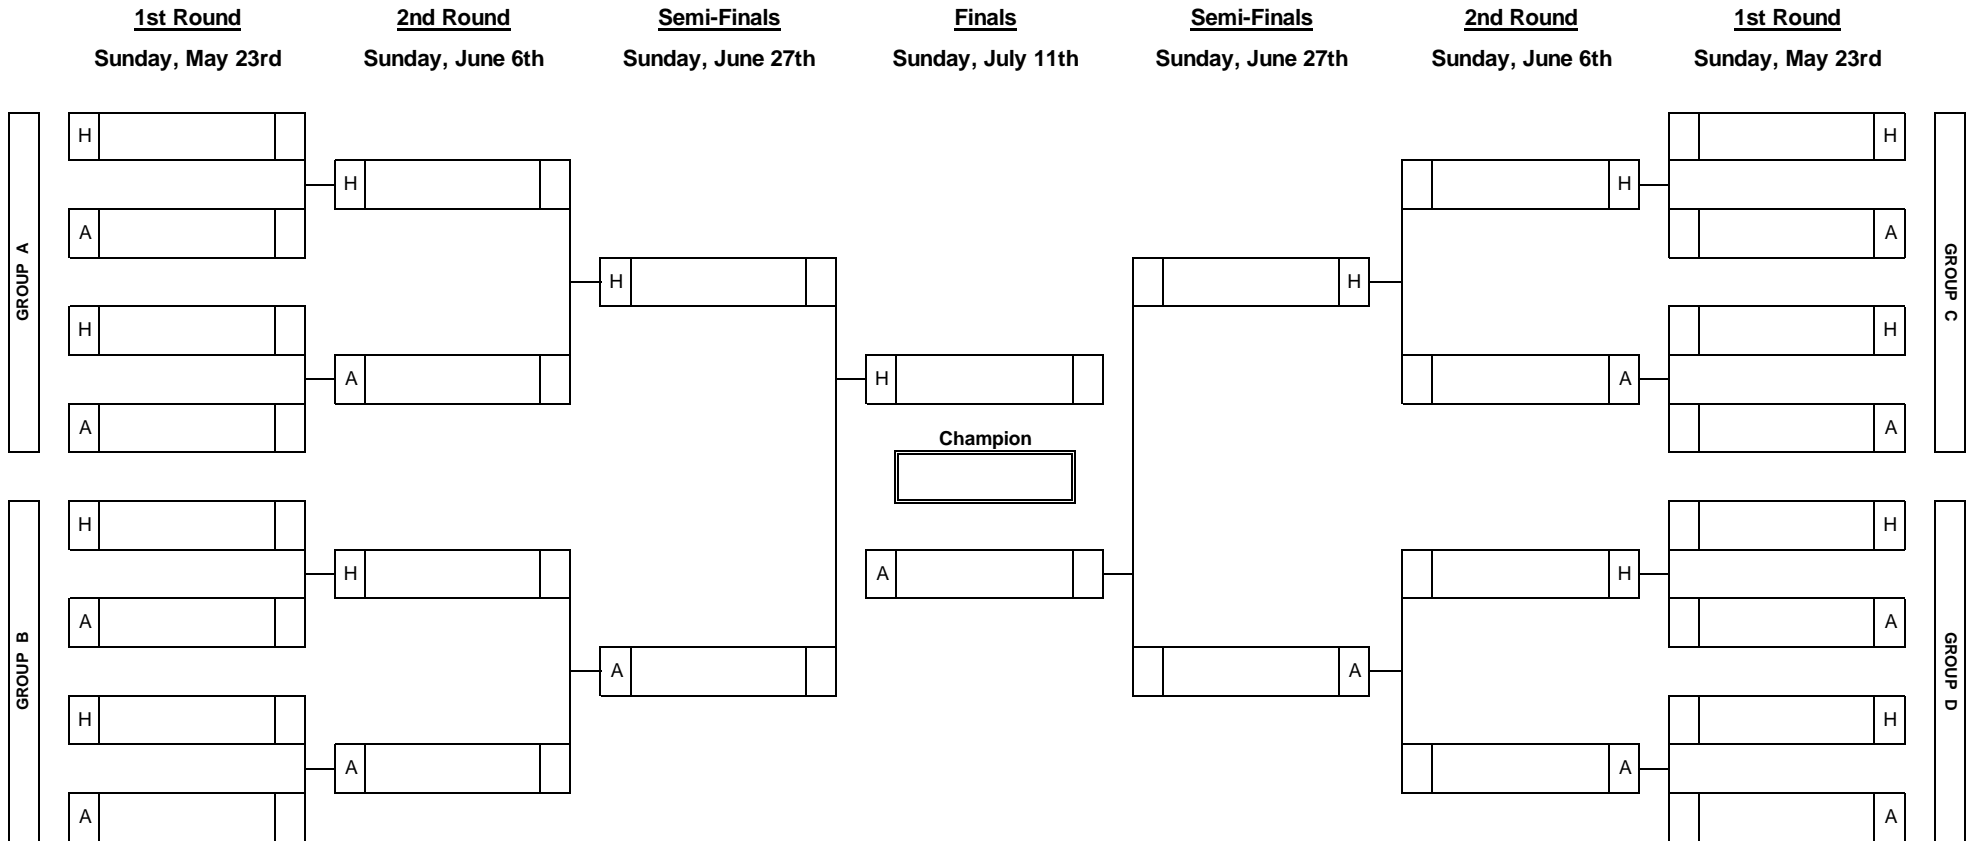 1st Round 2nd Round Semi-Finals Finals Semi-Finals 2nd Round 1st Round
Sunday, May 23rd Sunday, June 6th Sunday, June 27th Sunday, July 11th Sunday, June 27th Sunday, June 6th Sunday, May 23rd
H H
H H
A A
GROUP A GROUP C
H H
H H
A A
H A
A A
Champion
H H
H A H
A A
GROUP B GROUP D
A A
H H
A A
A A